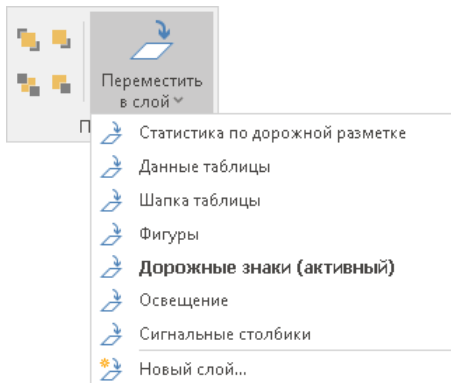 Переместить
в слой
П
Статистика по дорожной разметке
Данные таблицы
Шапка таблицы
Фигуры
Дорожные знаки (активный)
Освещение
Сигнальные столбики
Новый слой...